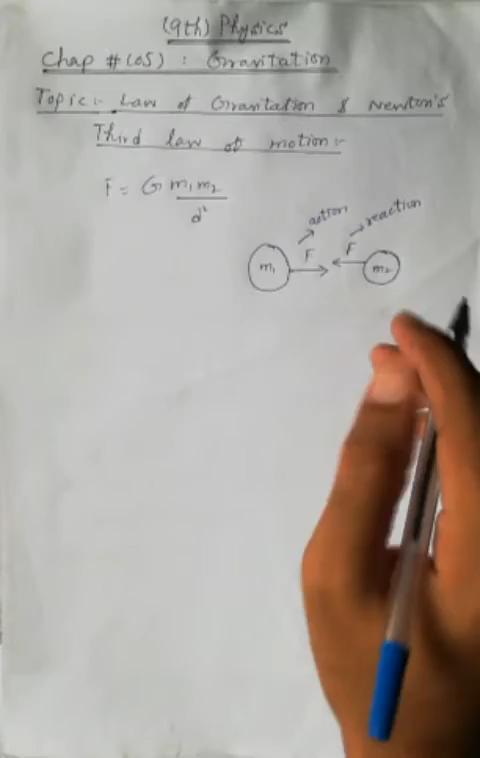 (9th) Physics
Chap # (05) : Gravitation
Topic:- Law of Gravitation & Newton's
Third law of motion:-
F = G m₁m₂
d²
action
reaction
F
F
m₁
m₂